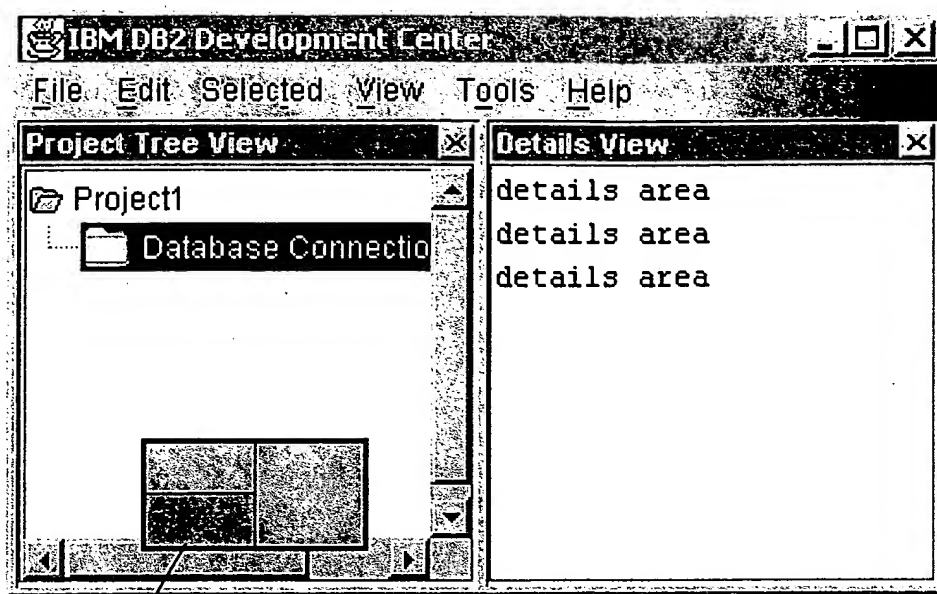 IBM DB2 Development Center
File Edit Selected View Tools Help
Project Tree View
Details View
Project1
Database Connectio
details area
details area
details area